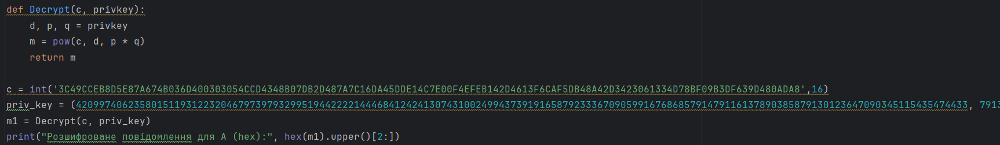 def Decrypt(c, privkey):
    d, p, q = privkey
    m = pow(c, d, p * q)
    return m
c = int('3C49CCEB8D5E87A674B036D400303054CCD4348B07DB2D487A7C16DA45DDE14C7E00F4EFEB142D4613F6CAF5DB48A42D3423061334D78BF09B3DF639D480ADA8',16)
priv_key = (4209974062358015119312232046797397932995194422221444684124241307431002499437391916587923336709059916768685791479116137890385879130123647090345115435474433, 7913
m1 = Decrypt(c, priv_key)
print("Розшифроване повідомлення для А (hex):", hex(m1).upper()[2:])